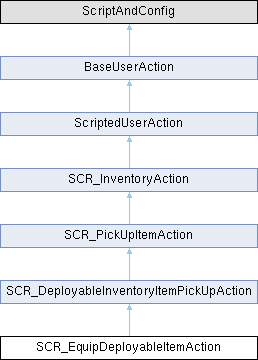 ScriptAndConfig
BaseUserAction
ScriptedUserAction
SCR_InventoryAction
SCR_PickUpItemAction
SCR_DeployableInventoryItemPickUpAction
SCR_EquipDeployableItemAction